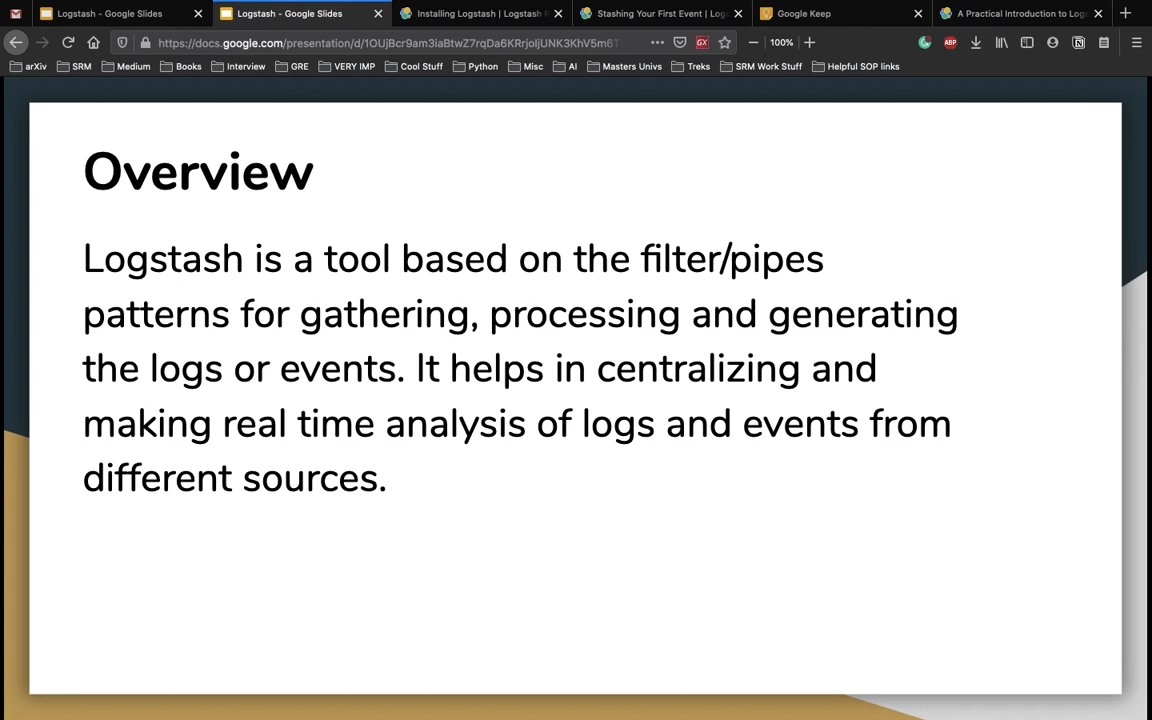 Logstash - Google Slides
Logstash - Google Slides
Installing Logstash | Logstash
Stashing Your First Event | Log
Google Keep
A Practical Introduction to Log
https://docs.google.com/presentation/d/1OUjBcr9am3iaBtwZ7rqDa6KRrjoIjUNK3KhV5m6T
GX
100%
ABP
arXiv
SRM
Medium
Books
Interview
GRE
VERY IMP
Cool Stuff
Python
Misc
AI
Masters Univs
Treks
SRM Work Stuff
Helpful SOP links
Overview
Logstash is a tool based on the filter/pipes
patterns for gathering, processing and generating
the logs or events. It helps in centralizing and
making real time analysis of logs and events from
different sources.